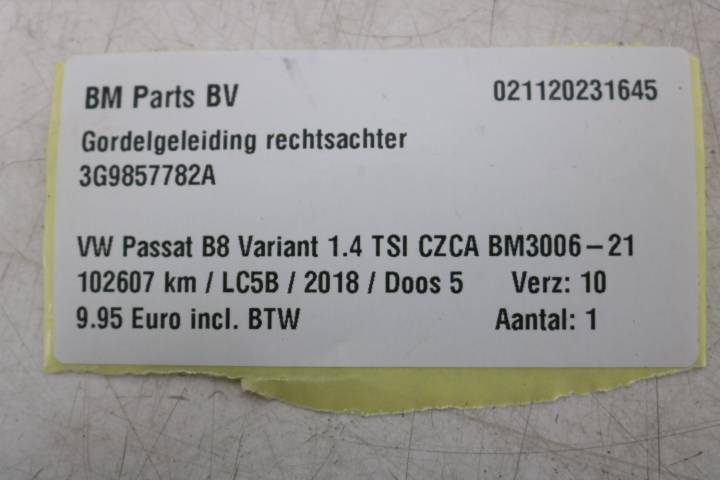 BM Parts BV 021120231645
Gordelgeleiding rechtsachter
3G9857782A
VW Passat B8 Variant 1.4 TSI CZCA BM3006-21
102607 km / LC5B / 2018 / Doos 5 Verz: 10
9.95 Euro incl. BTW Aantal: 1